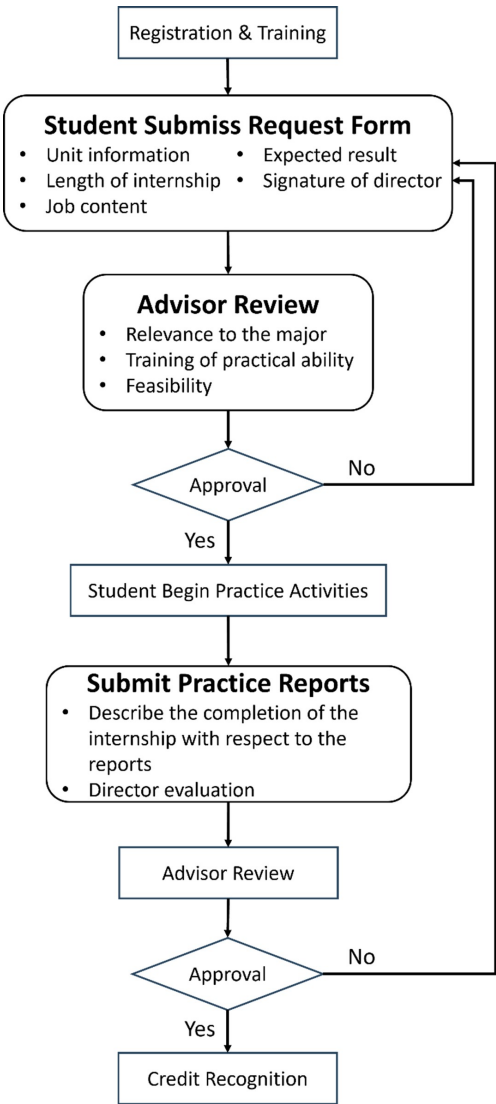 Registration & Training
Student Submiss Request Form
• Unit information
• Length of internship
• Job content
• Expected result
• Signature of director
Advisor Review
• Relevance to the major
• Training of practical ability
• Feasibility
Approval
No
Yes
Student Begin Practice Activities
Submit Practice Reports
• Describe the completion of the
internship with respect to the
reports
• Director evaluation
Advisor Review
Approval
No
Yes
Credit Recognition